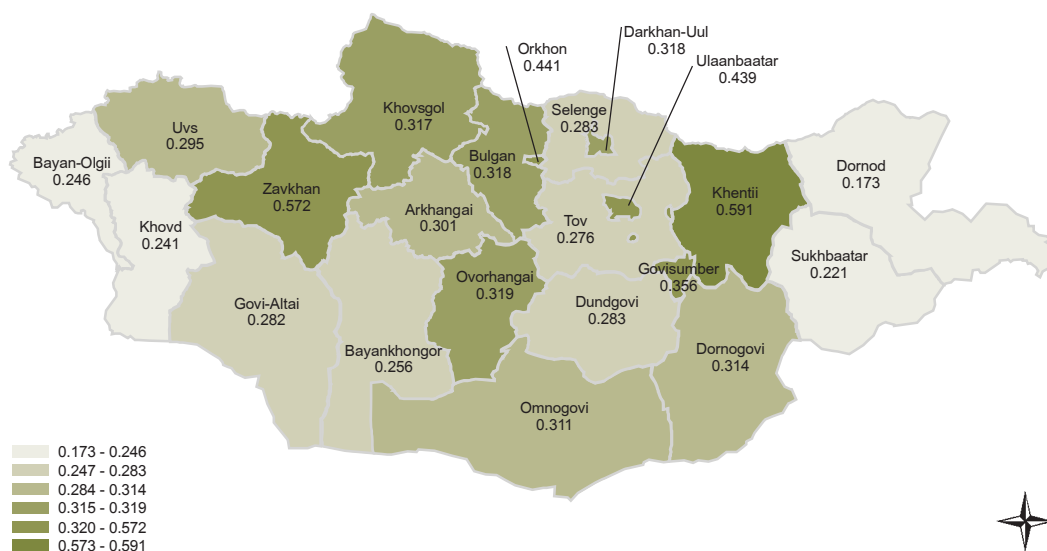 Orkhon
0.441
Darkhan-Uul
0.318
Ulaanbaatar
0.439
Uvs
0.295
Khovsgol
0.317
Selenge
0.283
Bayan-Olgii
0.246
Zavkhan
0.572
Bulgan
0.318
Khentii
0.591
Dornod
0.173
Khovd
0.241
Arkhangai
0.301
Tov
0.276
Sukhbaatar
0.221
Ovorhangai
0.319
Govisumber
0.356
Govi-Altai
0.282
Dundgovi
0.283
Bayankhongor
0.256
Dornogovi
0.314
Omnogovi
0.311
0.173 - 0.246
0.247 - 0.283
0.284 - 0.314
0.315 - 0.319
0.320 - 0.572
0.573 - 0.591